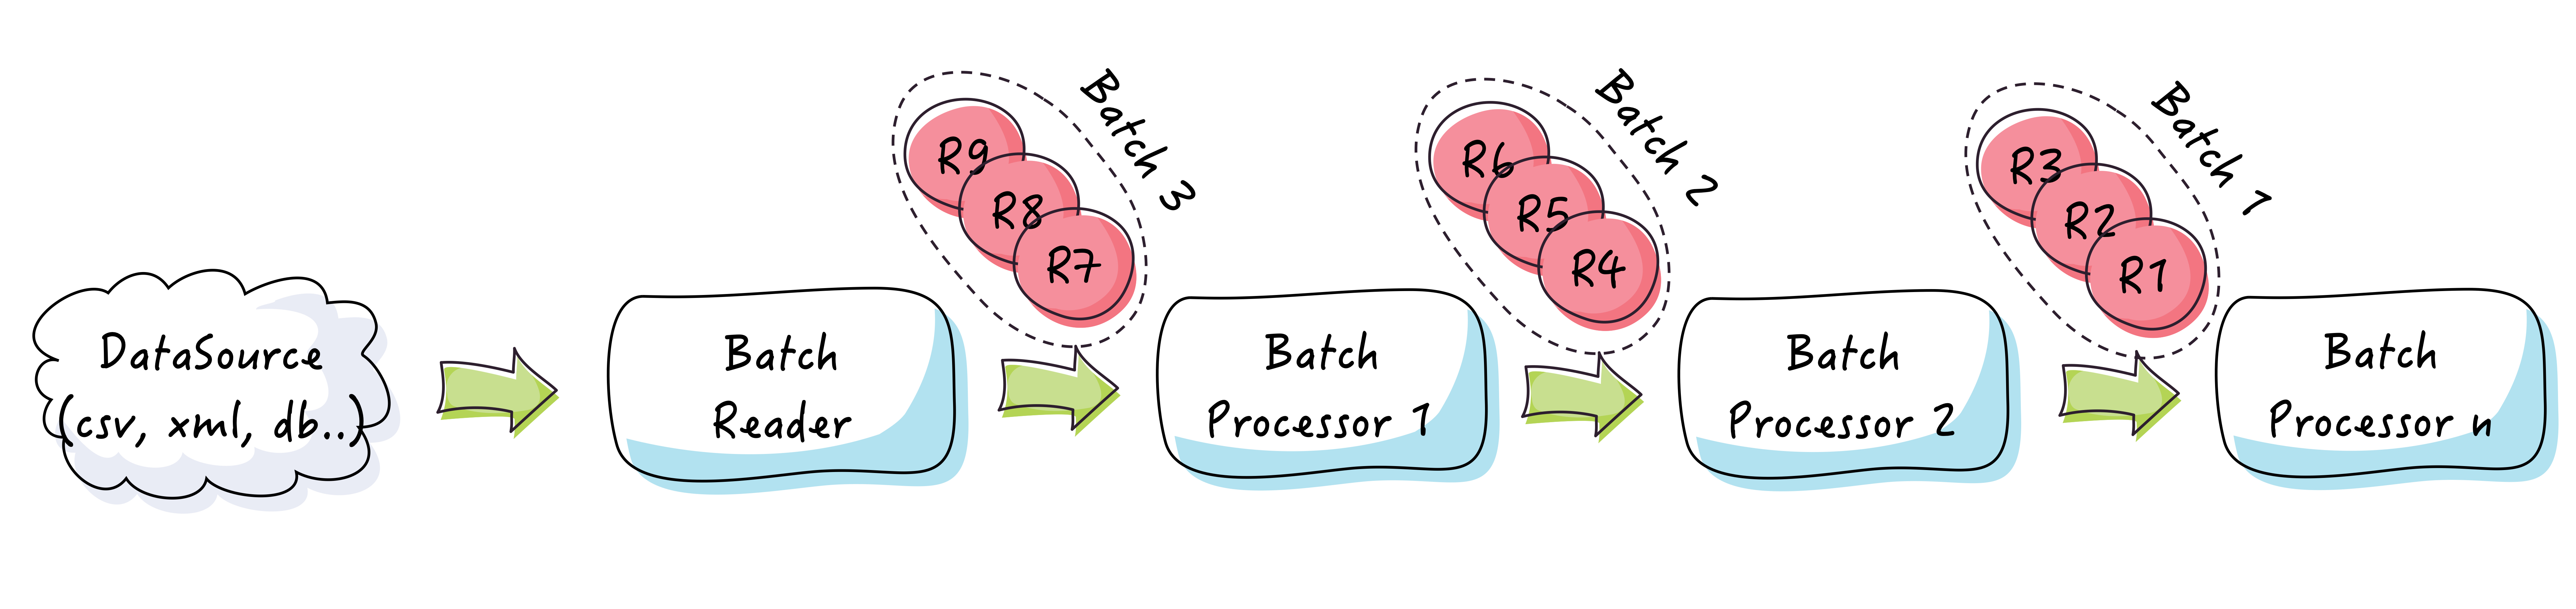 DataSource
(csv, xml, db..)
Batch
Reader
R9
R8
R7
Batch 3
Batch
Processor 1
R6
R5
R4
Batch 2
Batch
Processor 2
R3
R2
R1
Batch 1
Batch
Processor n